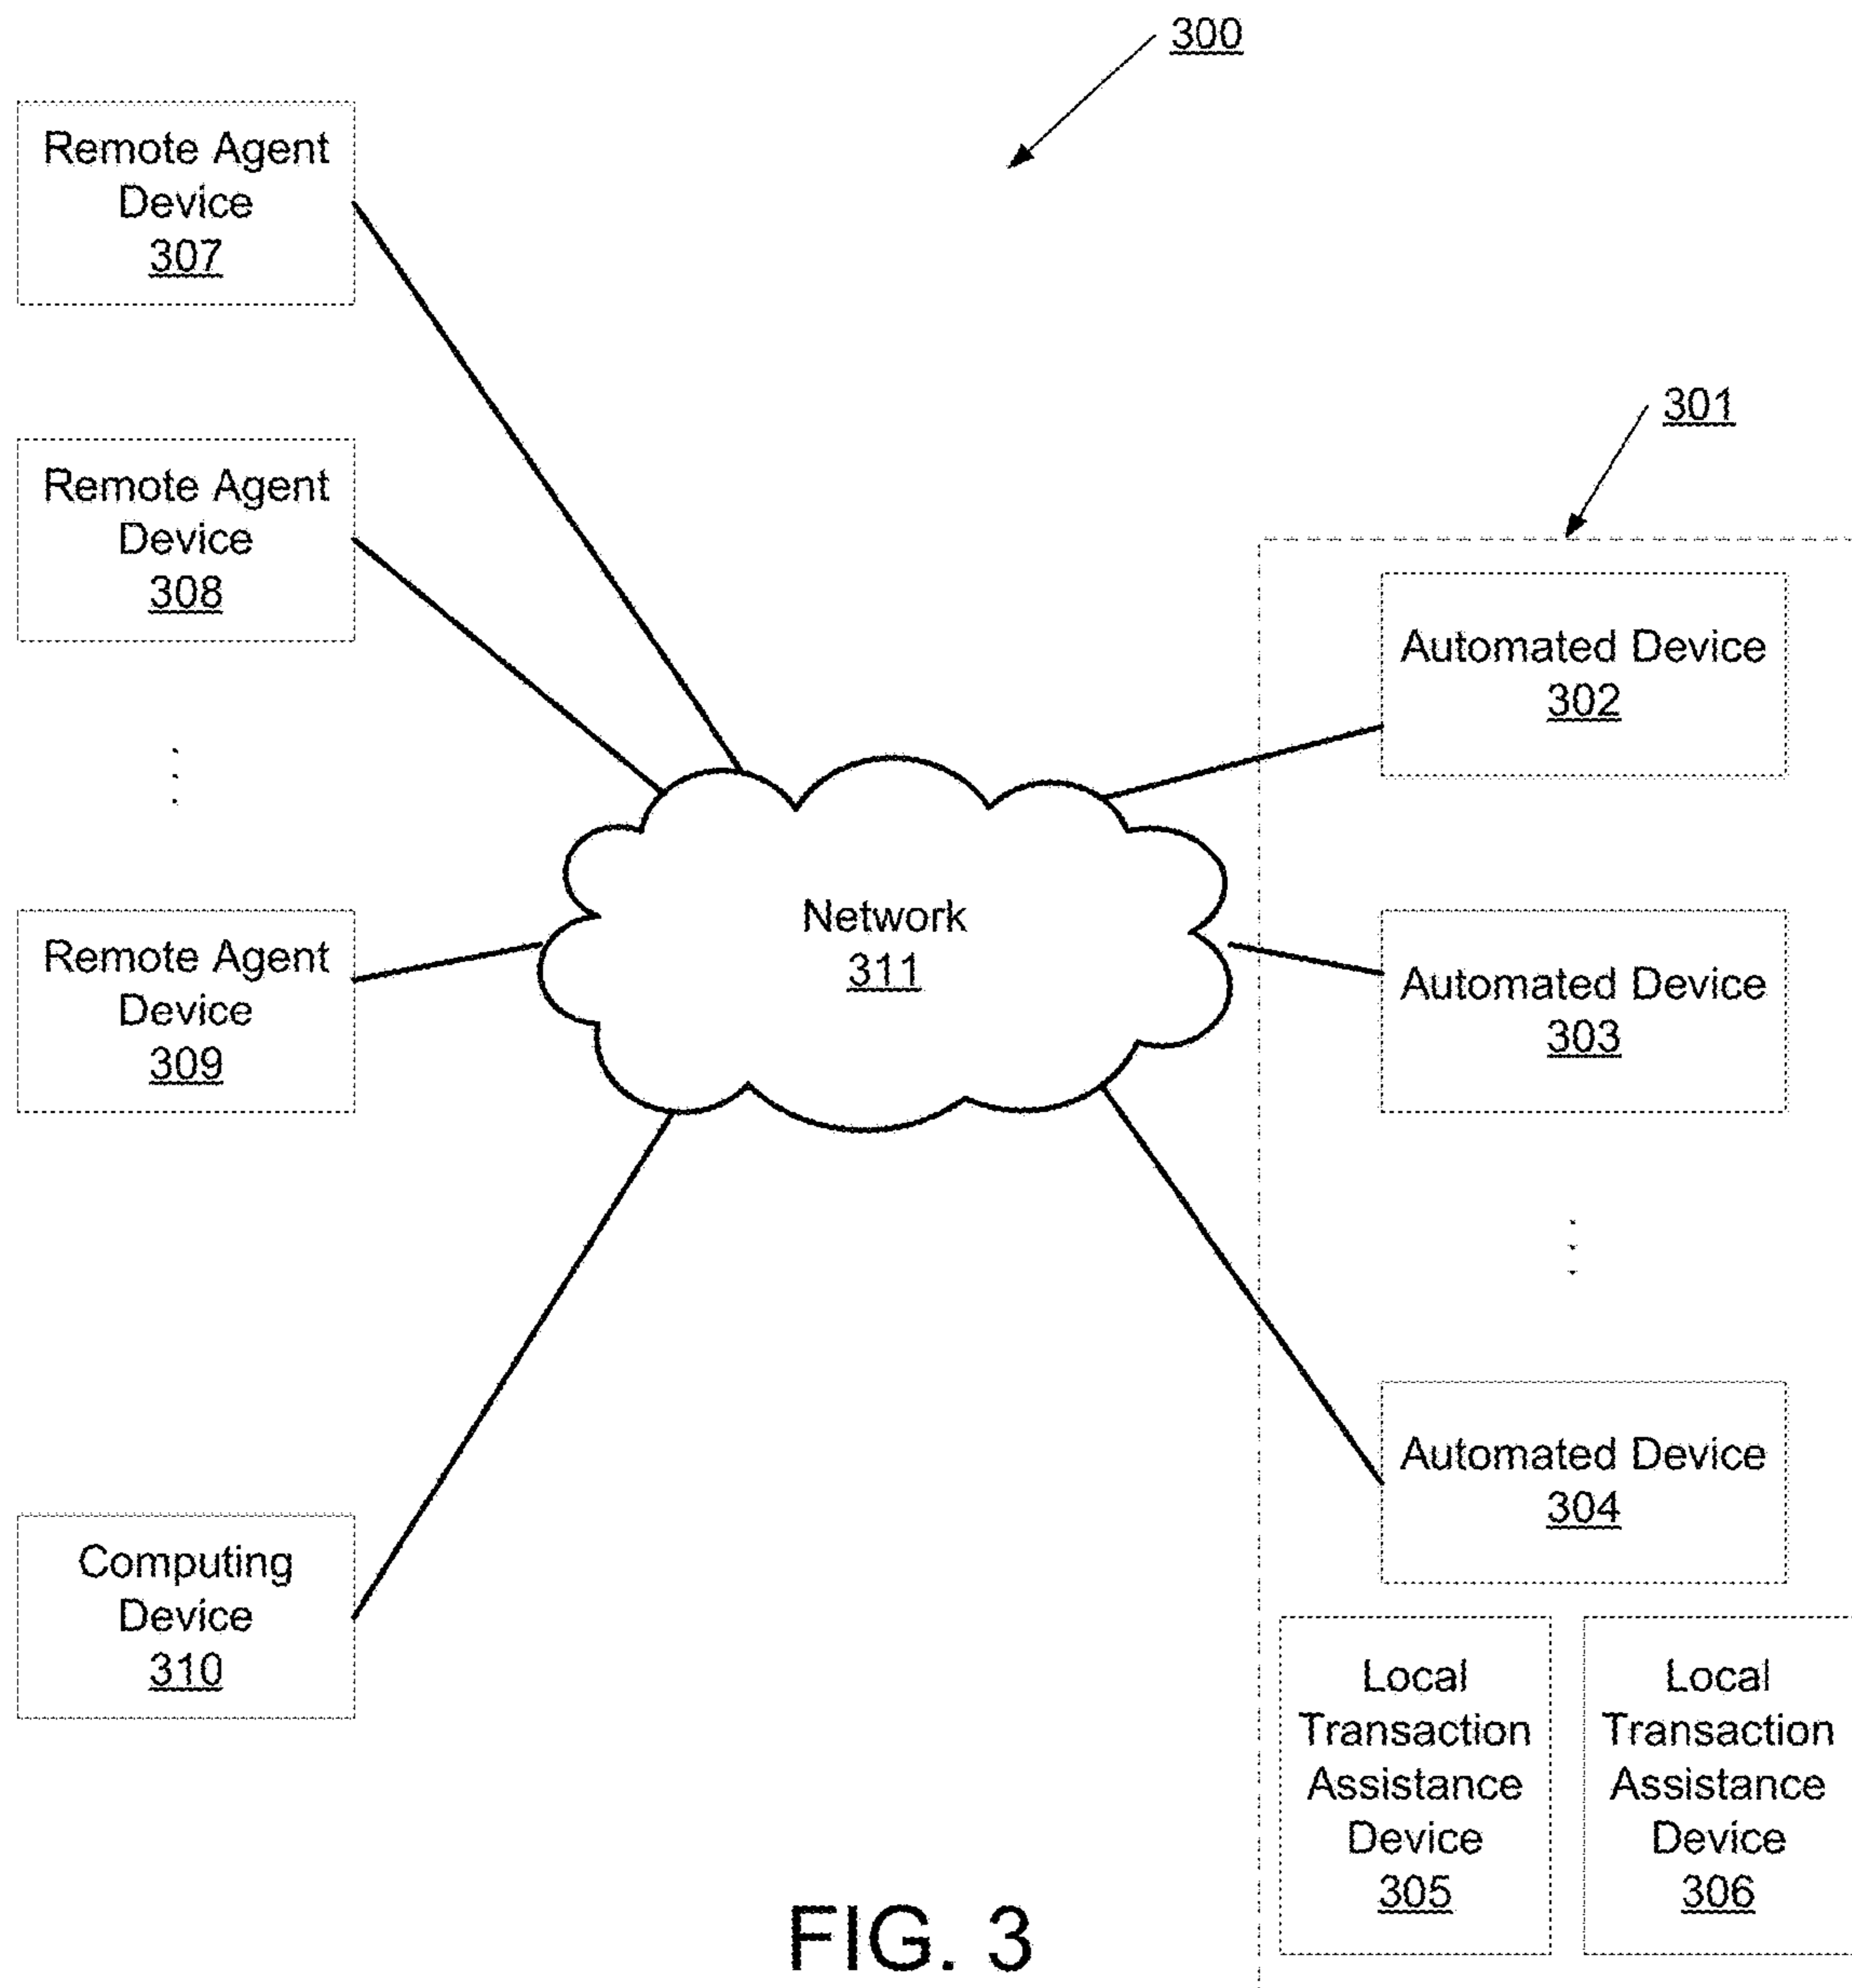 300
Remote Agent
Device
307
301
Remote Agent
Device
308
Automated Device
302
Remote Agent
Device
309
Network
311
Automated Device
303
Automated Device
304
Computing
Device
310
Local
Transaction
Assistance
Device
305
Local
Transaction
Assistance
Device
306
FIG. 3